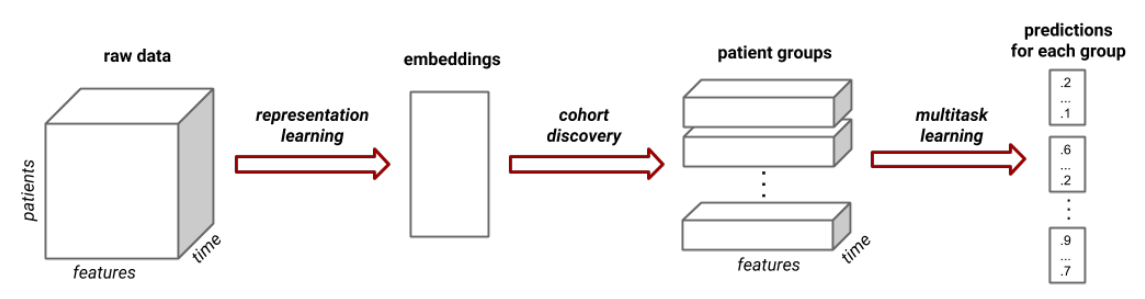 raw data
patients
features
time
representation
learning
embeddings
cohort
discovery
patient groups
features
time
multitask
learning
predictions
for each group
.2
...
.1
.6
...
.2
.9
...
.7